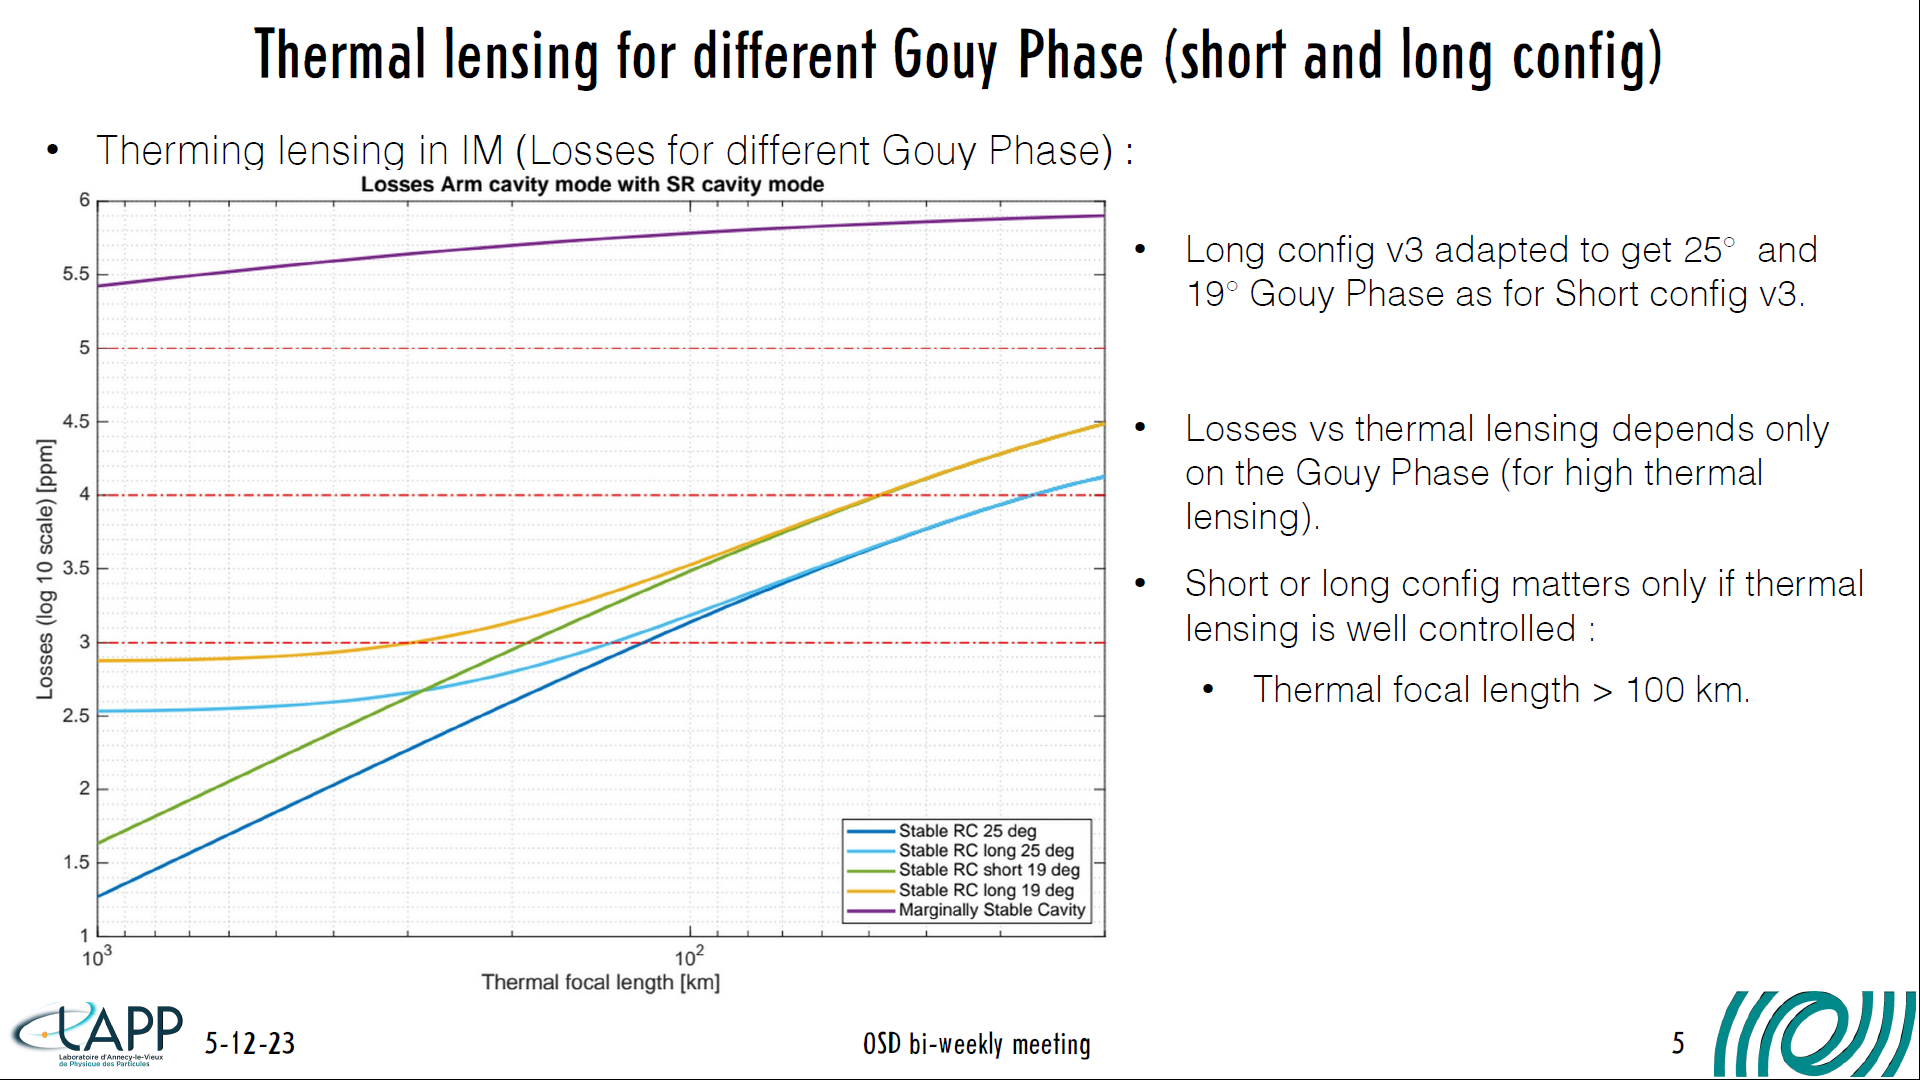 Thermal lensing for different Gouy Phase (short and long config)
• Therming lensing in IM (Losses for different Gouy Phase) :
Losses Arm cavity mode with SR cavity mode
6
5.5
5
4.5
4
3.5
3
2.5
2
1.5
1
Losses (log 10 scale) [ppm]
10³
10²
Thermal focal length [km]
Stable RC 25 deg
Stable RC long 25 deg
Stable RC short 19 deg
Stable RC long 19 deg
Marginally Stable Cavity
• Long config v3 adapted to get 25° and
19° Gouy Phase as for Short config v3.
• Losses vs thermal lensing depends only
on the Gouy Phase (for high thermal
lensing).
• Short or long config matters only if thermal
lensing is well controlled :
• Thermal focal length > 100 km.
LAPP
Laboratoire d'Annecy-le-Vieux
de Physique des Particules
5-12-23
OSD bi-weekly meeting
5